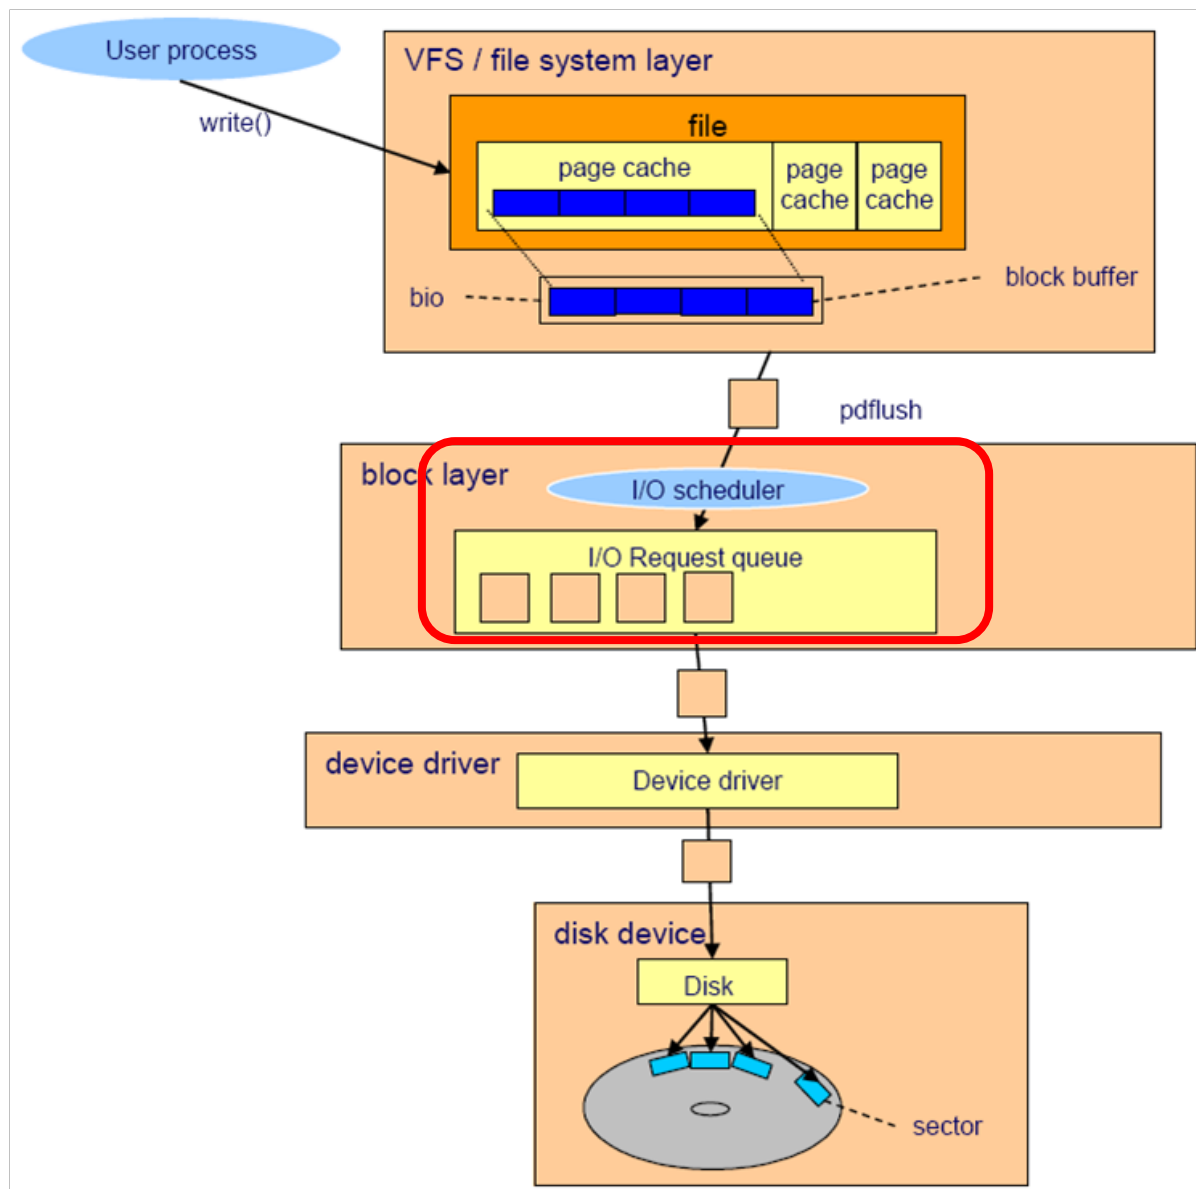 User process
write()
VFS / file system layer
file
page cache
page
cache
page
cache
bio
block buffer
pdflush
block layer
I/O scheduler
I/O Request queue
device driver
Device driver
disk device
Disk
sector